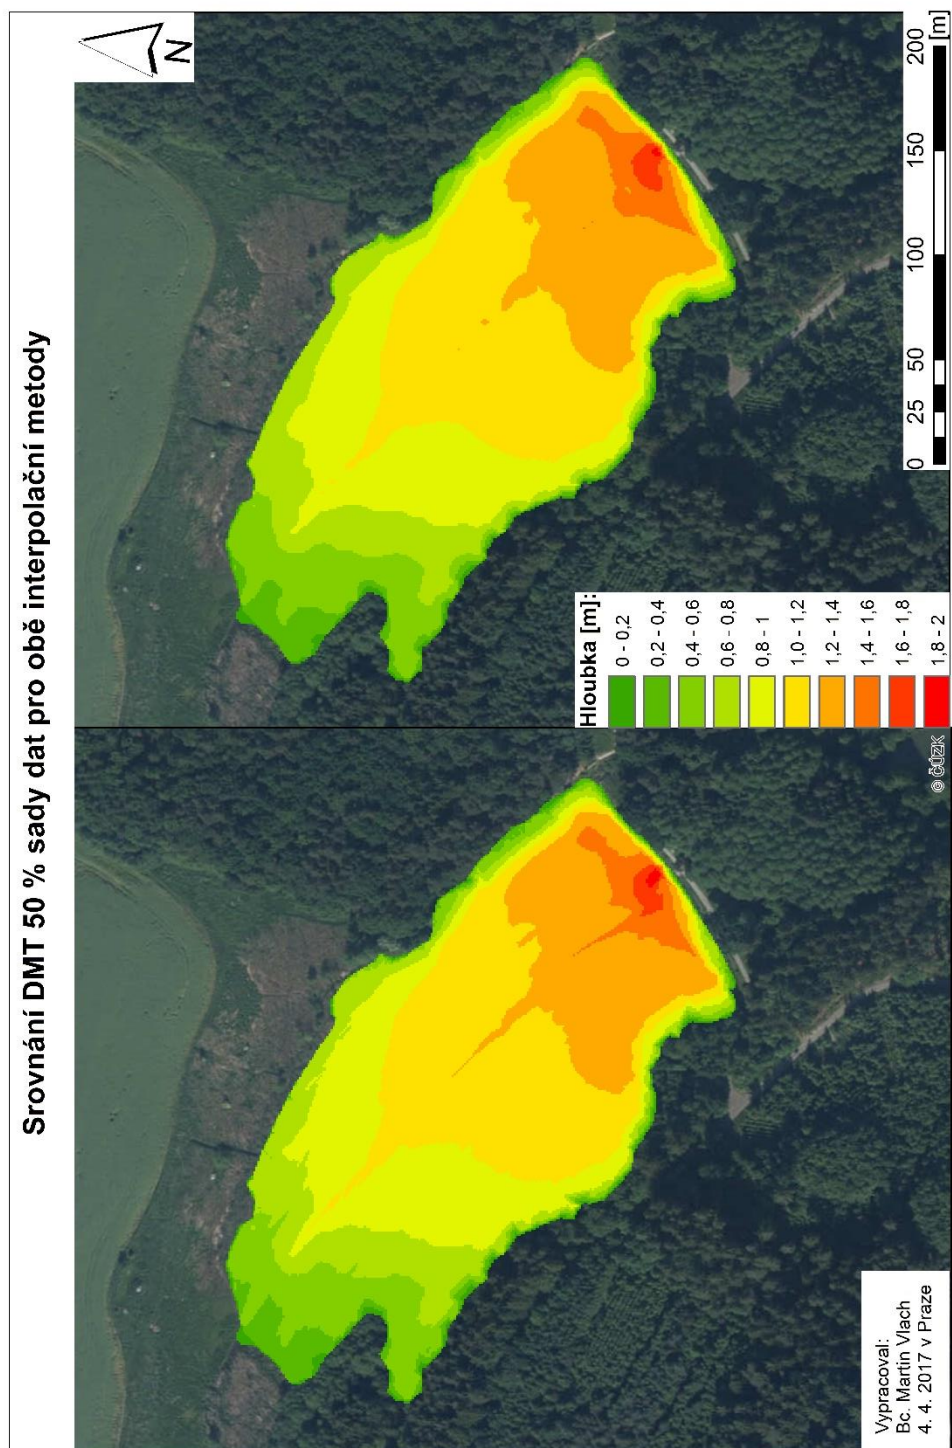 Srovnání DMT 50 % sady dat pro obě interpolační metody
N
Hloubka [m]:
0 - 0,2
0,2 - 0,4
0,4 - 0,6
0,6 - 0,8
0,8 - 1
1,0 - 1,2
1,2 - 1,4
1,4 - 1,6
1,6 - 1,8
1,8 - 2
© ČÚZK
0 25 50 100 150 200
[m]
Vypracoval:
Bc. Martin Vlach
4. 4. 2017 v Praze